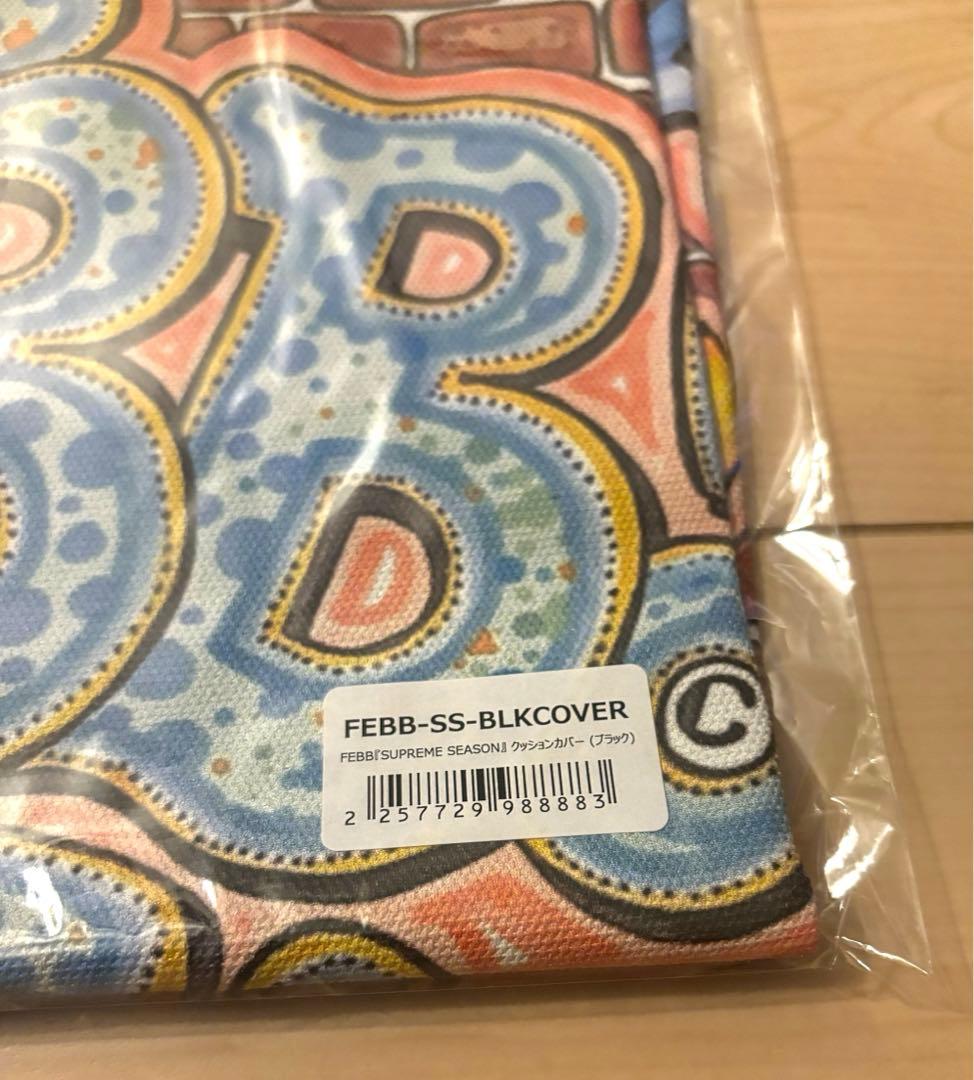 BB
C
FEBB-SS-BLKCOVER
FEBB『SUPREME SEASON』 クッションカバー (ブラック)
2 257729 988883